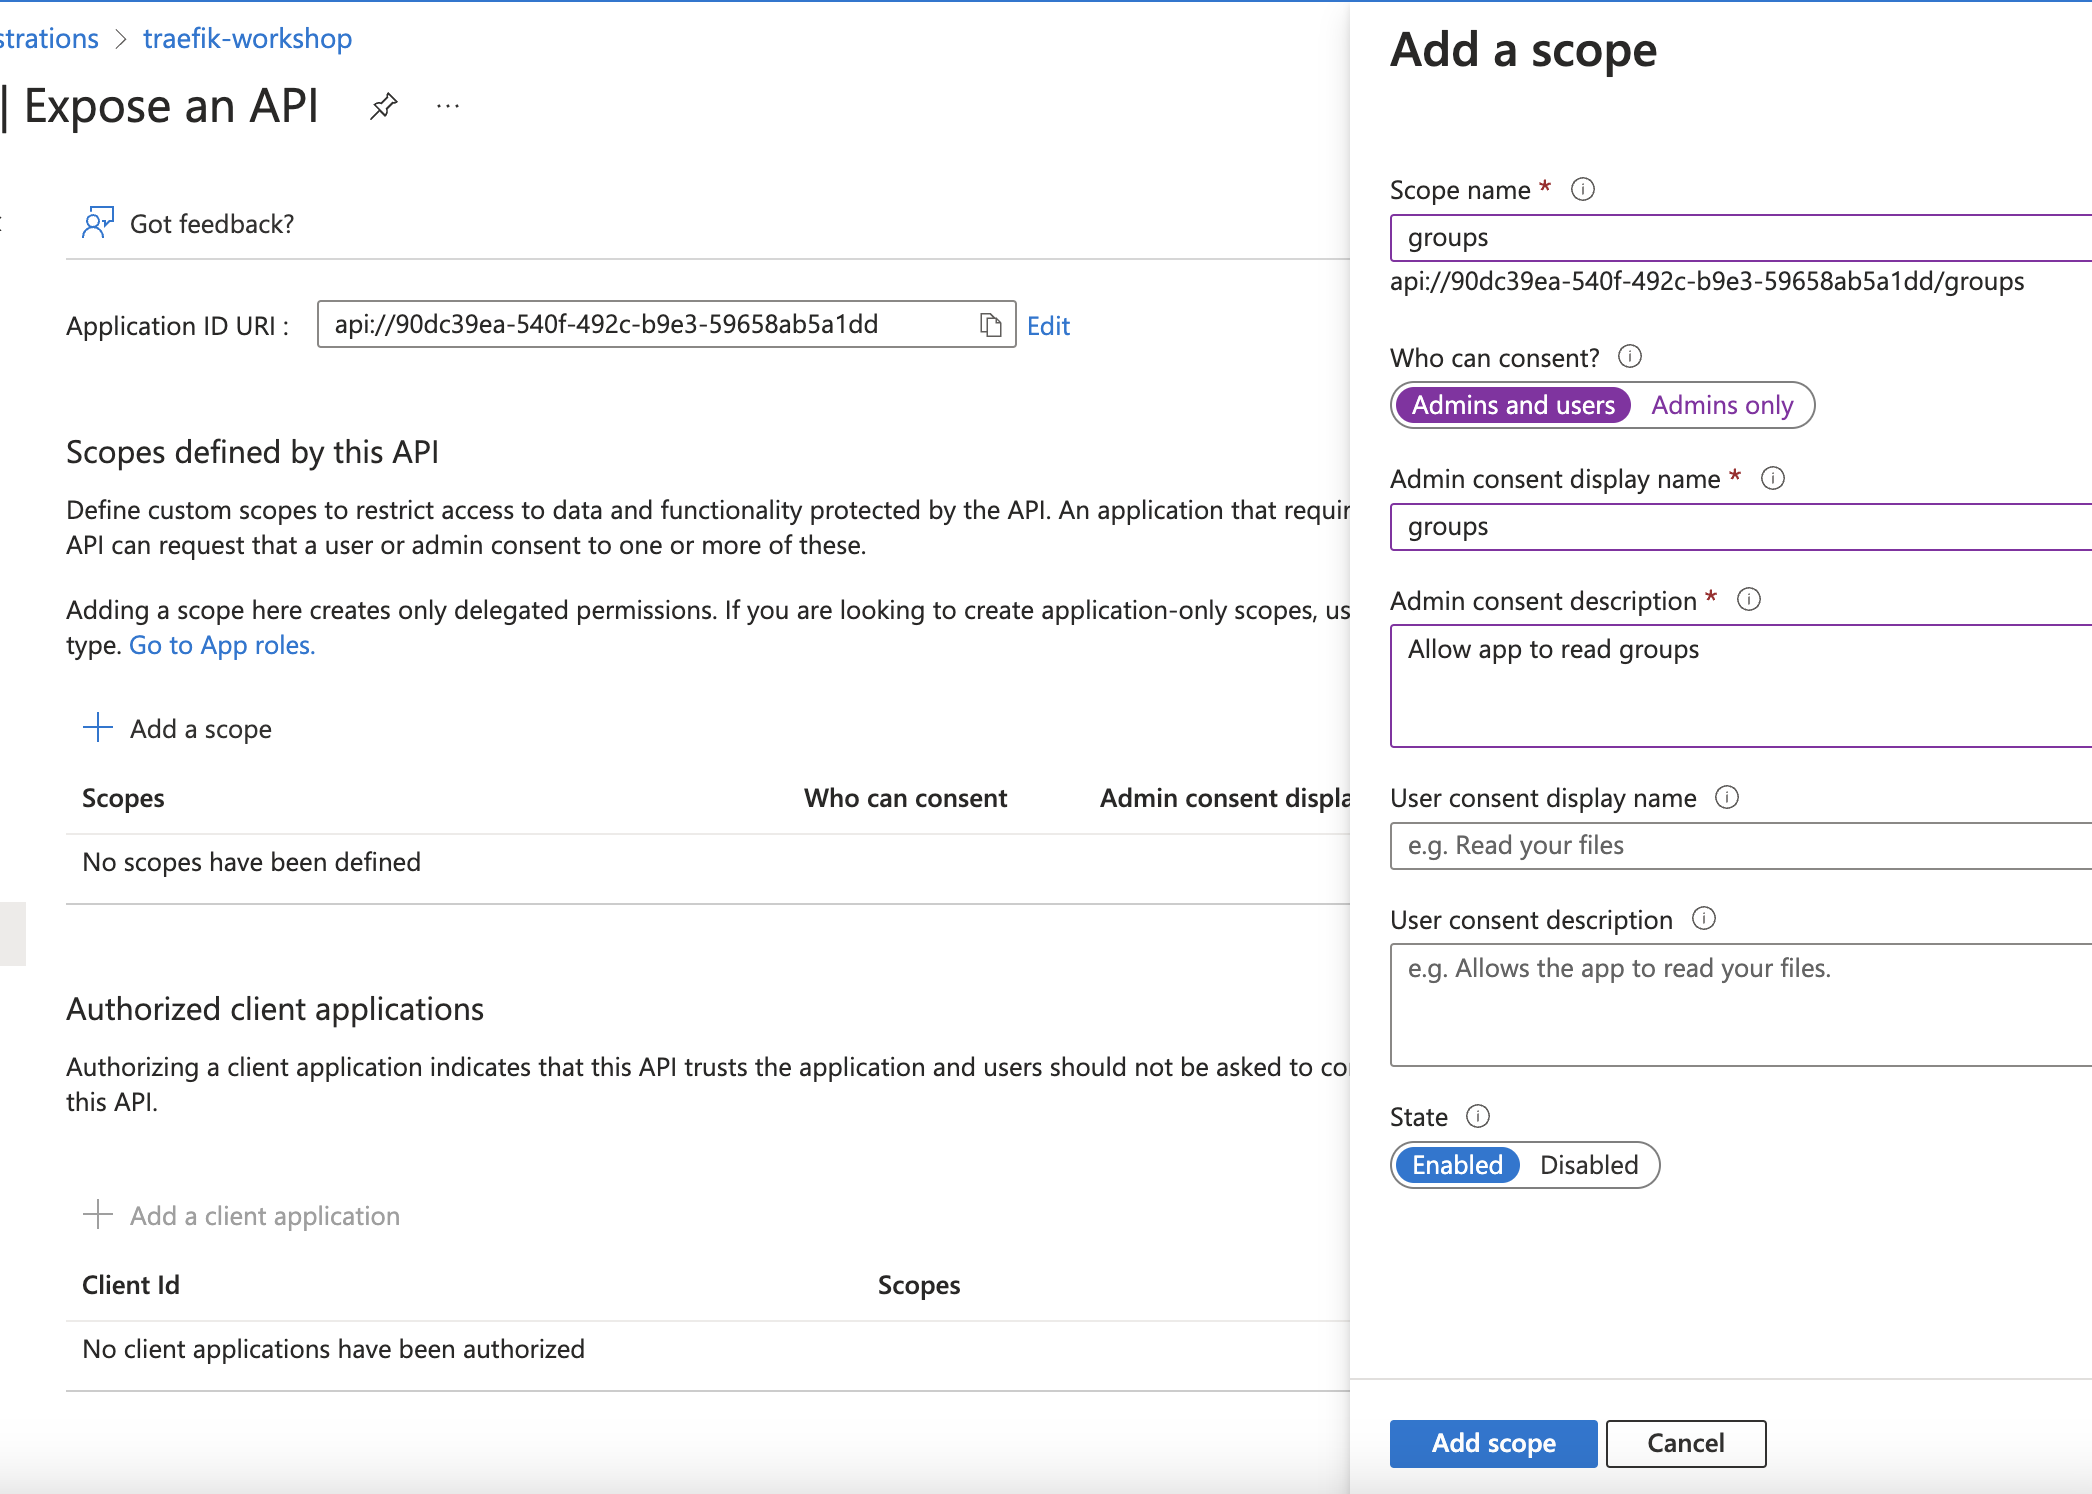 strations > traefik-workshop
| Expose an API ...
Got feedback?
Application ID URI : api://90dc39ea-540f-492c-b9e3-59658ab5a1dd Edit
Scopes defined by this API
Define custom scopes to restrict access to data and functionality protected by the API. An application that requir
API can request that a user or admin consent to one or more of these.
Adding a scope here creates only delegated permissions. If you are looking to create application-only scopes, us
type. Go to App roles.
Add a scope
Scopes Who can consent Admin consent displa
No scopes have been defined
Authorized client applications
Authorizing a client application indicates that this API trusts the application and users should not be asked to co
this API.
Add a client application
Client Id Scopes
No client applications have been authorized
Add a scope
Scope name *
groups
api://90dc39ea-540f-492c-b9e3-59658ab5a1dd/groups
Who can consent?
Admins and users Admins only
Admin consent display name *
groups
Admin consent description *
Allow app to read groups
User consent display name
e.g. Read your files
User consent description
e.g. Allows the app to read your files.
State
Enabled Disabled
Add scope Cancel